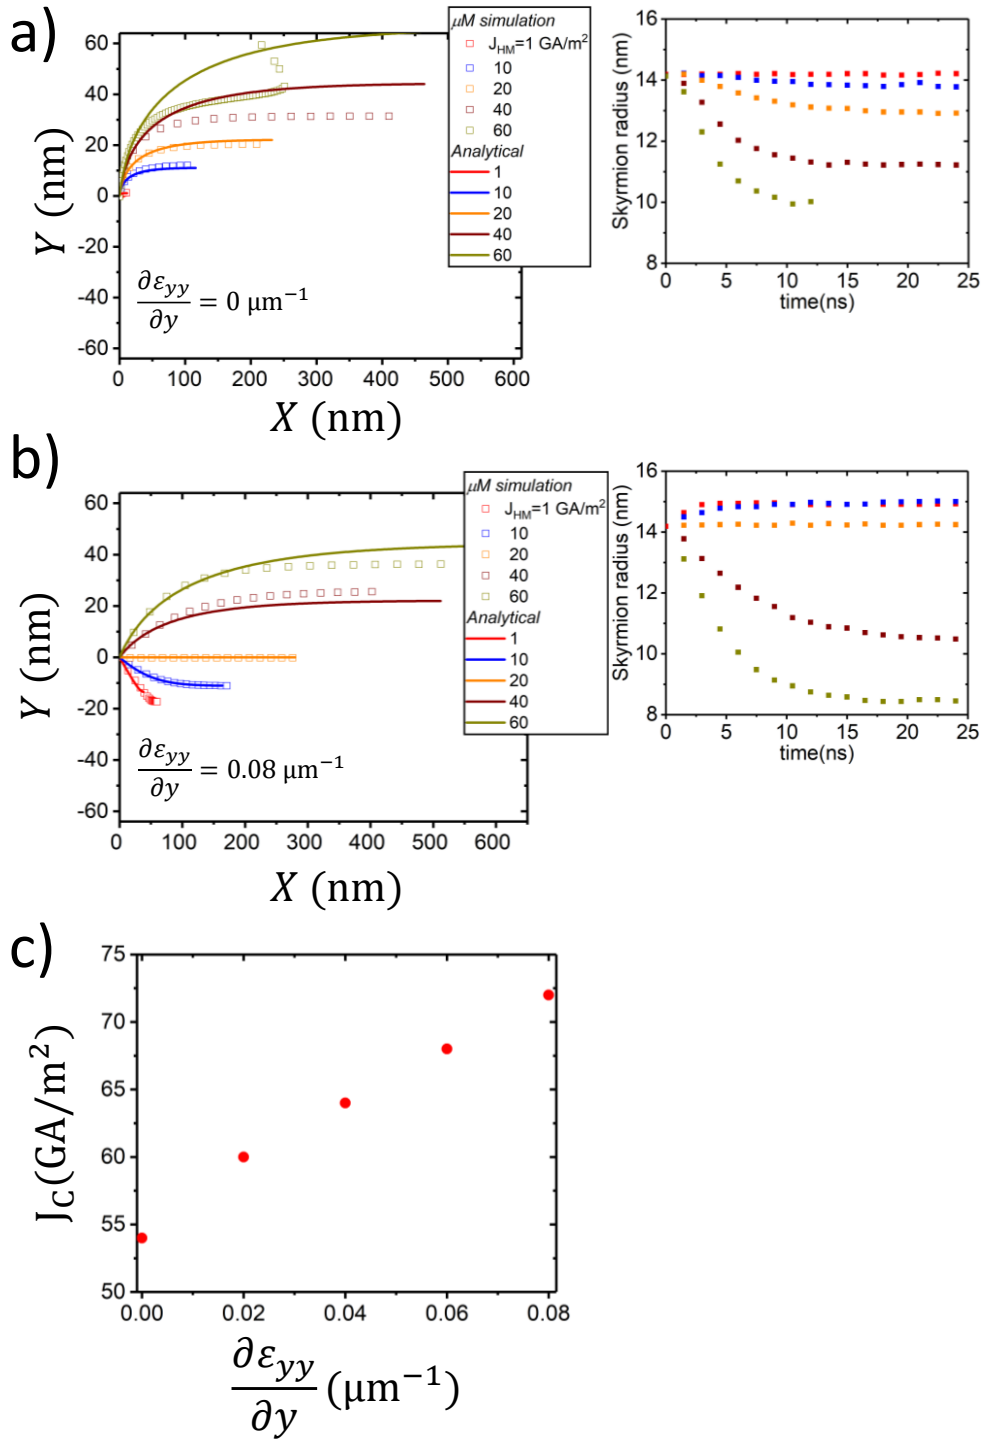 a)
60
40
20
0
-20
-40
-60
Y (nm)
∂ε_yy/∂y = 0 μm⁻¹
0 100 200 300 400 500 600
X (nm)
μM simulation
J_HM=1 GA/m²
10
20
40
60
Analytical
1
10
20
40
60
16
14
12
10
8
Skyrmion radius (nm)
0 5 10 15 20 25
time(ns)
b)
60
40
20
0
-20
-40
-60
Y (nm)
∂ε_yy/∂y = 0.08 μm⁻¹
0 100 200 300 400 500 600
X (nm)
μM simulation
J_HM=1 GA/m²
10
20
40
60
Analytical
1
10
20
40
60
16
14
12
10
8
Skyrmion radius (nm)
0 5 10 15 20 25
time(ns)
c)
75
70
65
60
55
50
J_C(GA/m²)
0.00 0.02 0.04 0.06 0.08
∂ε_yy/∂y (μm⁻¹)